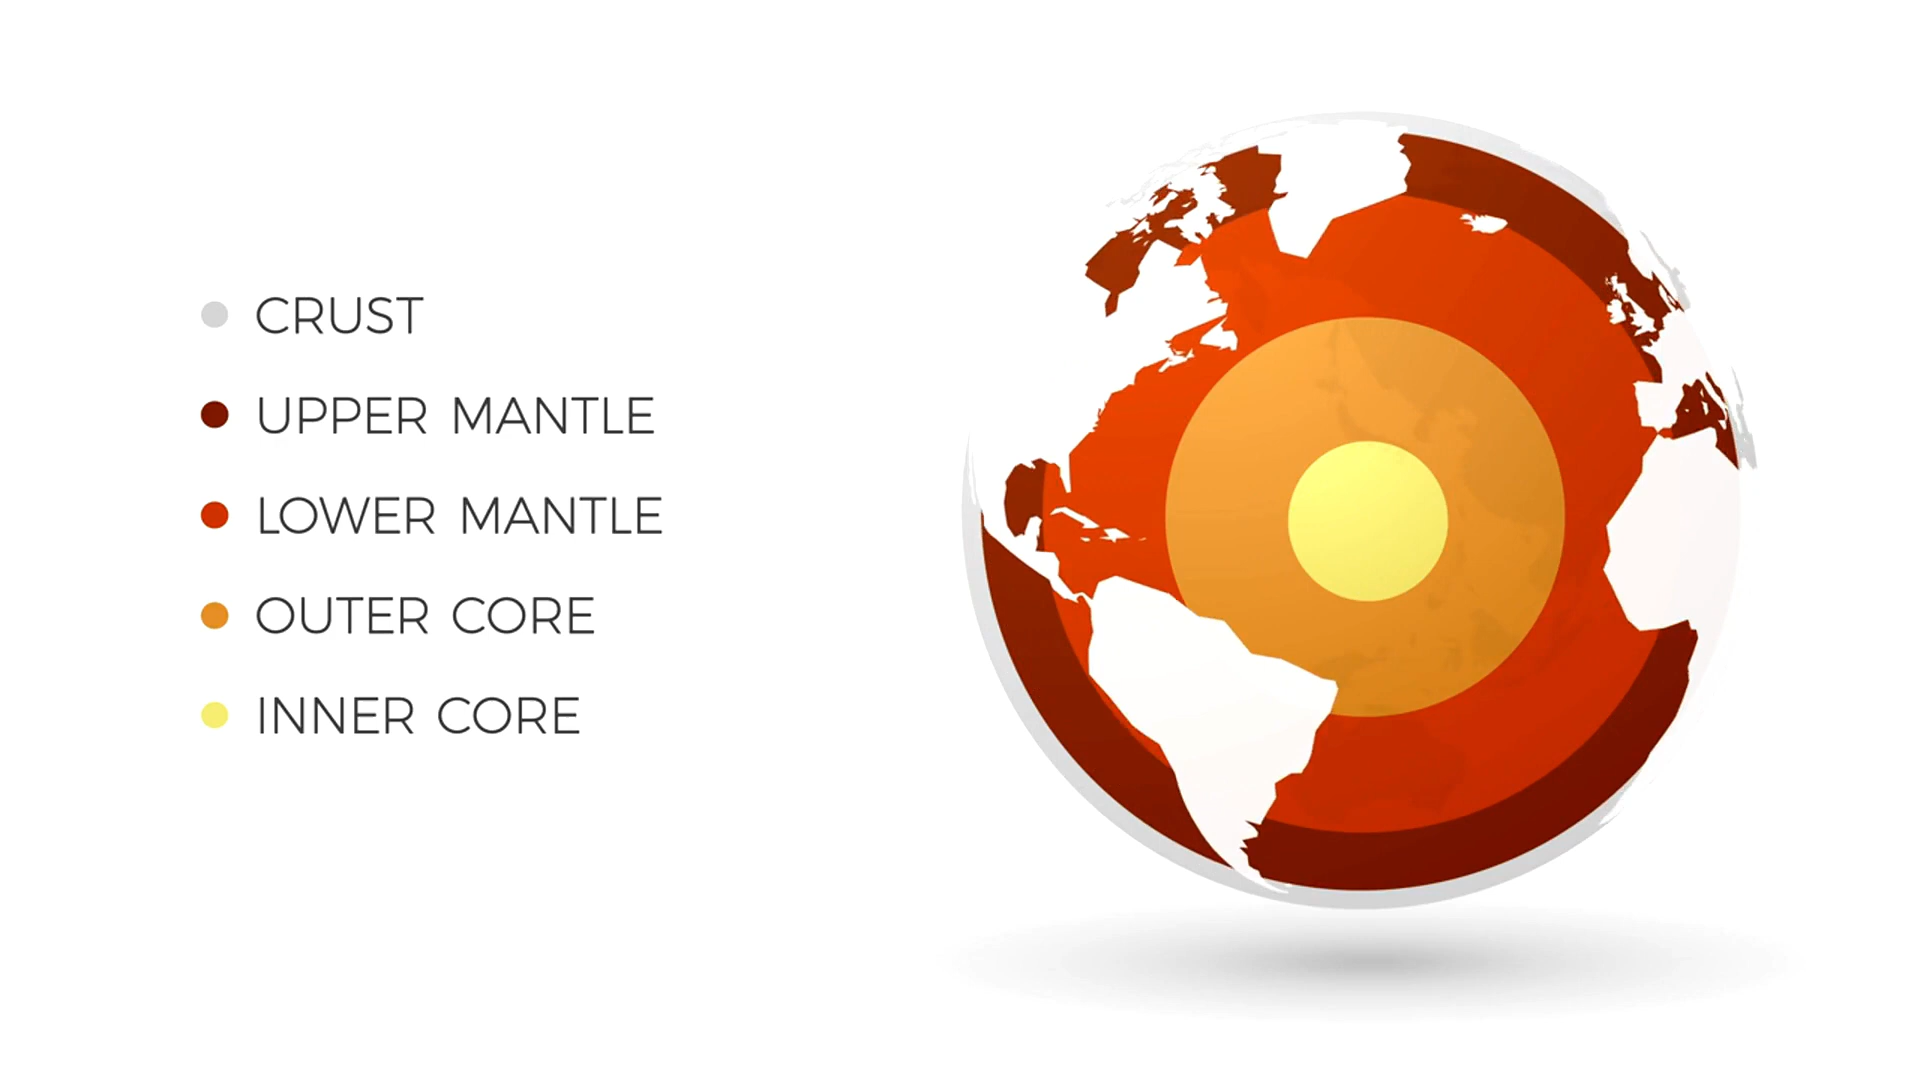 CRUST
UPPER MANTLE
LOWER MANTLE
OUTER CORE
INNER CORE